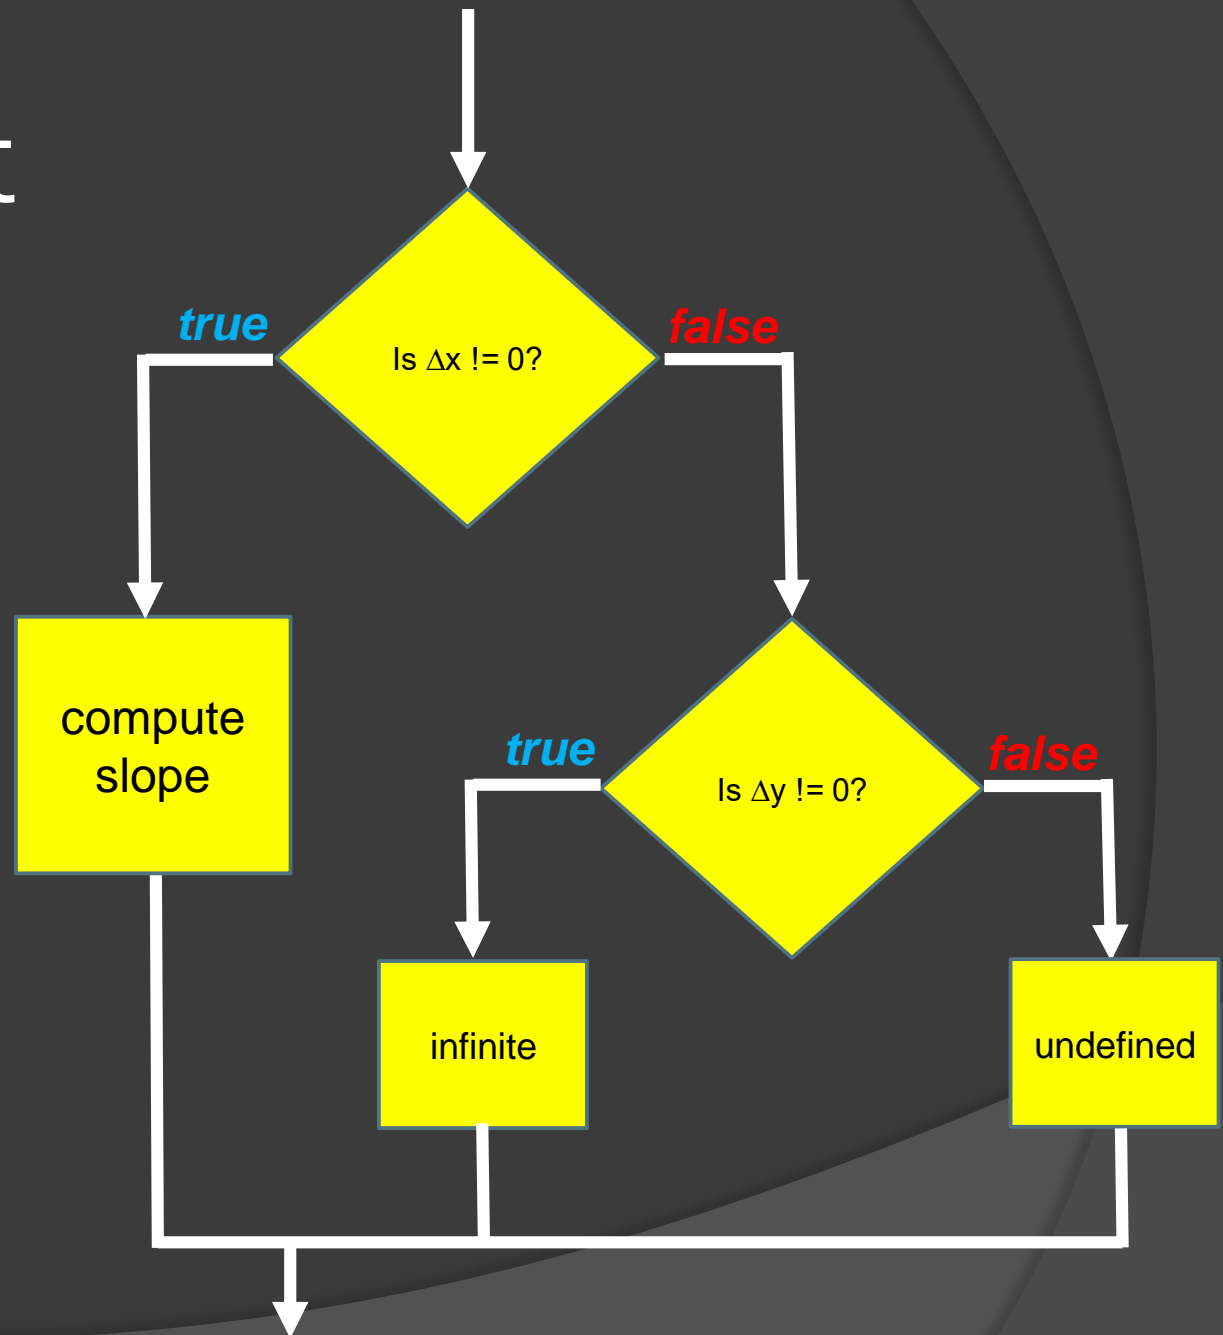 t
true
false
Is Δx != 0?
compute
slope
true
false
Is Δy != 0?
infinite
undefined